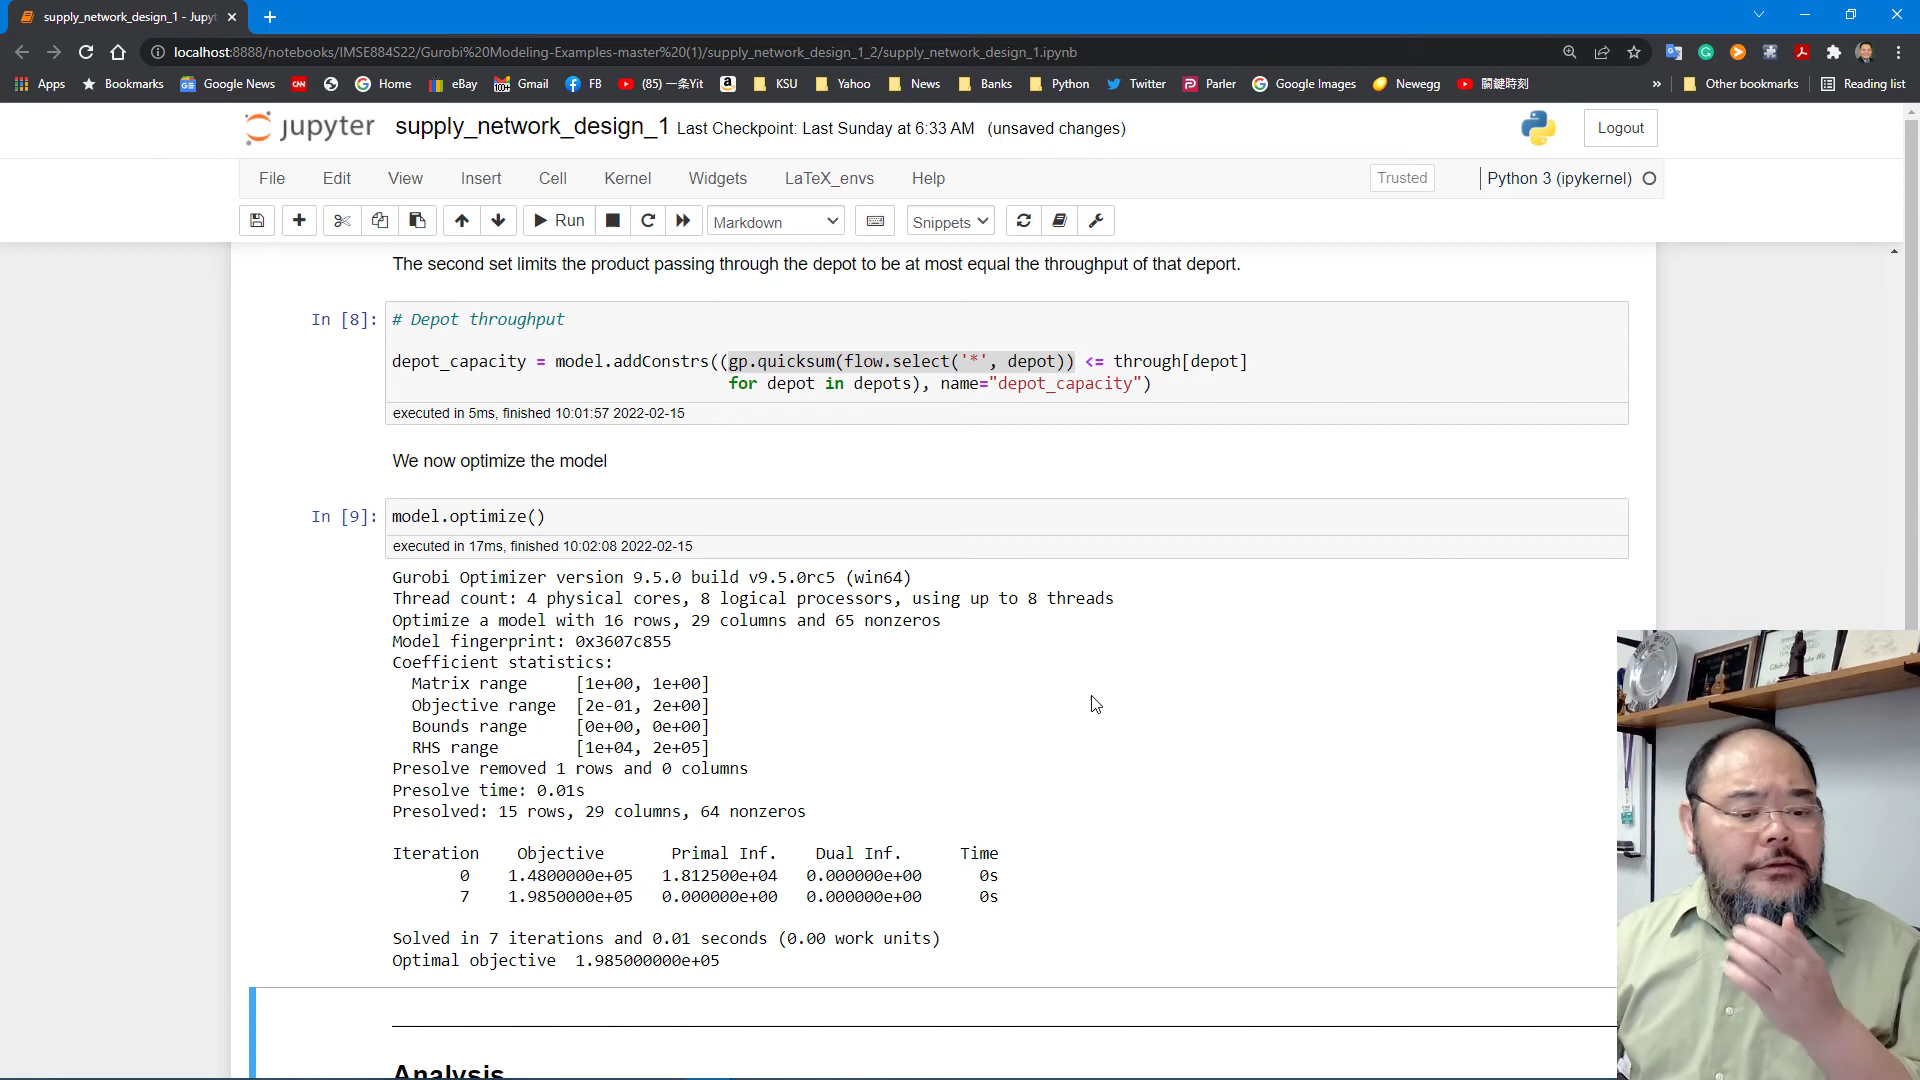 supply_network_design_1 - Jupyt
localhost:8888/notebooks/IMSE884S22/Gurobi%20Modeling-Examples-master%20(1)/supply_network_design_1_2/supply_network_design_1.ipynb
Apps Bookmarks Google News CNN Home eBay Gmail FB (85) 一条Yit KSU Yahoo News Banks Python Twitter Parler Google Images Newegg 關鍵時刻 » Other bookmarks Reading list
jupyter supply_network_design_1 Last Checkpoint: Last Sunday at 6:33 AM (unsaved changes) Logout
File Edit View Insert Cell Kernel Widgets LaTeX_envs Help Trusted Python 3 (ipykernel)
Run Markdown Snippets
The second set limits the product passing through the depot to be at most equal the throughput of that deport.
In [8]: # Depot throughput
depot_capacity = model.addConstrs((gp.quicksum(flow.select('*', depot)) <= through[depot]
for depot in depots), name="depot_capacity")
executed in 5ms, finished 10:01:57 2022-02-15
We now optimize the model
In [9]: model.optimize()
executed in 17ms, finished 10:02:08 2022-02-15
Gurobi Optimizer version 9.5.0 build v9.5.0rc5 (win64)
Thread count: 4 physical cores, 8 logical processors, using up to 8 threads
Optimize a model with 16 rows, 29 columns and 65 nonzeros
Model fingerprint: 0x3607c855
Coefficient statistics:
Matrix range [1e+00, 1e+00]
Objective range [2e-01, 2e+00]
Bounds range [0e+00, 0e+00]
RHS range [1e+04, 2e+05]
Presolve removed 1 rows and 0 columns
Presolve time: 0.01s
Presolved: 15 rows, 29 columns, 64 nonzeros
Iteration Objective Primal Inf. Dual Inf. Time
0 1.4800000e+05 1.812500e+04 0.000000e+00 0s
7 1.9850000e+05 0.000000e+00 0.000000e+00 0s
Solved in 7 iterations and 0.01 seconds (0.00 work units)
Optimal objective 1.985000000e+05
Analysis